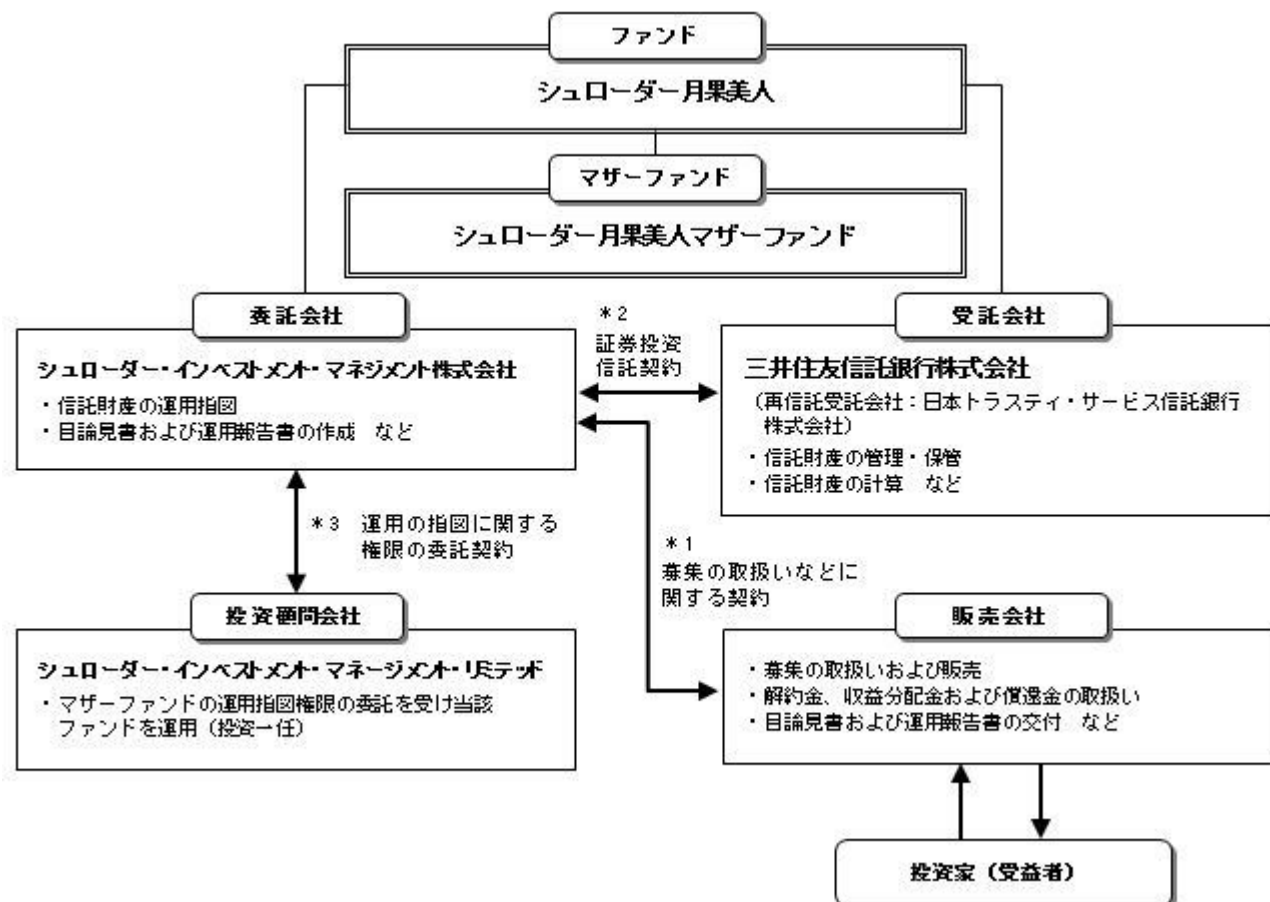 ファンド
シュローダー月果美人
マザーファンド
シュローダー月果美人マザーファンド
委託会社
シュローダー・インベストメント・マネジメント株式会社
・信託財産の運用指図
・目論見書および運用報告書の作成 など
＊2
証券投資
信託契約
受託会社
三井住友信託銀行株式会社
（再信託受託会社：日本トラスティ・サービス信託銀行
株式会社）
・信託財産の管理・保管
・信託財産の計算 など
＊3 運用の指図に関する
権限の委託契約
＊1
募集の取扱いなどに
関する契約
投資顧問会社
シュローダー・インベストメント・マネージメント・リミテッド
・マザーファンドの運用指図権限の委託を受け当該
ファンドを運用（投資一任）
販売会社
・募集の取扱いおよび販売
・解約金、収益分配金および償還金の取扱い
・目論見書および運用報告書の交付 など
投資家（受益者）